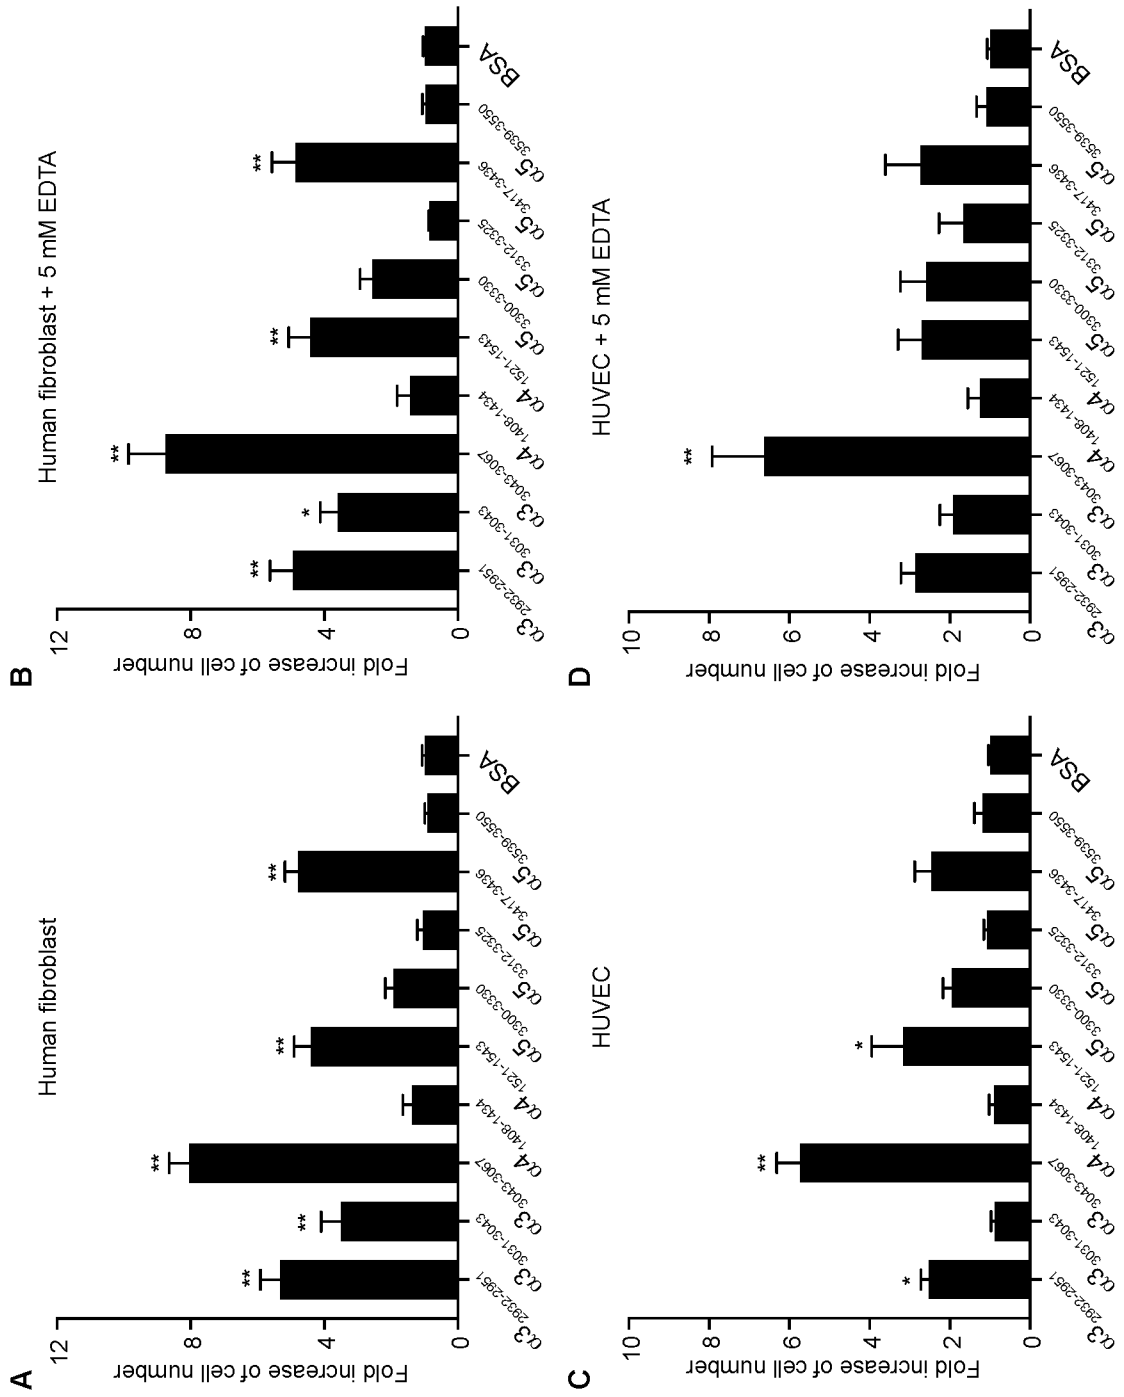 A
Human fibroblast
Fold increase of cell number
12
8
4
0
**
**
**
**
**
α3 2932-2951
α3 3031-3043
α3 3043-3067
α4 1408-1434
α4 1521-1543
α5 3300-3330
α5 3312-3325
α5 3417-3436
α5 3539-3550
BSA
B
Human fibroblast + 5 mM EDTA
Fold increase of cell number
12
8
4
0
**
*
**
**
**
α3 2932-2951
α3 3031-3043
α3 3043-3067
α4 1408-1434
α4 1521-1543
α5 3300-3330
α5 3312-3325
α5 3417-3436
α5 3539-3550
BSA
C
HUVEC
Fold increase of cell number
10
8
6
4
2
0
*
**
*
α3 2932-2951
α3 3031-3043
α3 3043-3067
α4 1408-1434
α4 1521-1543
α5 3300-3330
α5 3312-3325
α5 3417-3436
α5 3539-3550
BSA
D
HUVEC + 5 mM EDTA
Fold increase of cell number
10
8
6
4
2
0
**
α3 2932-2951
α3 3031-3043
α3 3043-3067
α4 1408-1434
α4 1521-1543
α5 3300-3330
α5 3312-3325
α5 3417-3436
α5 3539-3550
BSA